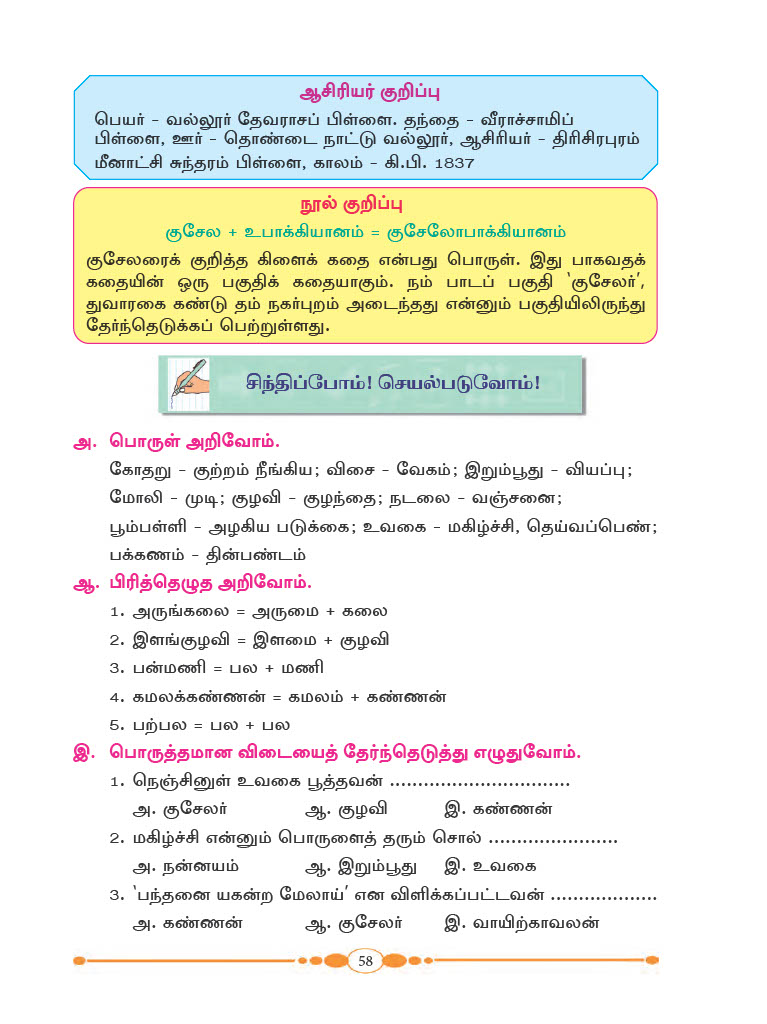 ஆசிரியர் குறிப்பு
பெயர் - வல்லூர் தேவராசப் பிள்ளை. தந்தை - வீராச்சாமிப்
பிள்ளை, ஊர் - தொண்டை நாட்டு வல்லூர், ஆசிரியர் - திரிசிரபுரம்
மீனாட்சி சுந்தரம் பிள்ளை, காலம் - கி.பி. 1837
நூல் குறிப்பு
குசேல + உபாக்கியானம் = குசேலோபாக்கியானம்
குசேலரைக் குறித்த கிளைக் கதை என்பது பொருள். இது பாகவதக்
கதையின் ஒரு பகுதிக் கதையாகும். நம் பாடப் பகுதி ‘குசேலர்’,
துவாரகை கண்டு தம் நகர்புறம் அடைந்தது என்னும் பகுதியிலிருந்து
தேர்ந்தெடுக்கப் பெற்றுள்ளது.
சிந்திப்போம்! செயல்படுவோம்!
அ. பொருள் அறிவோம்.
கோதறு - குற்றம் நீங்கிய; விசை - வேகம்; இறும்பூது - வியப்பு;
மோலி - முடி; குழவி - குழந்தை; நடலை - வஞ்சனை;
பூம்பள்ளி - அழகிய படுக்கை; உவகை - மகிழ்ச்சி, தெய்வப்பெண்;
பக்கணம் - தின்பண்டம்
ஆ. பிரித்தெழுத அறிவோம்.
1. அருங்கலை = அருமை + கலை
2. இளங்குழவி = இளமை + குழவி
3. பன்மணி = பல + மணி
4. கமலக்கண்ணன் = கமலம் + கண்ணன்
5. பற்பல = பல + பல
இ. பொருத்தமான விடையைத் தேர்ந்தெடுத்து எழுதுவோம்.
1. நெஞ்சினுள் உவகை பூத்தவன் ................................
அ. குசேலர் ஆ. குழவி இ. கண்ணன்
2. மகிழ்ச்சி என்னும் பொருளைத் தரும் சொல் .......................
அ. நன்னயம் ஆ. இறும்பூது இ. உவகை
3. ‘பந்தனை யகன்ற மேலாய்’ என விளிக்கப்பட்டவன் ...................
அ. கண்ணன் ஆ. குசேலர் இ. வாயிற்காவலன்
58